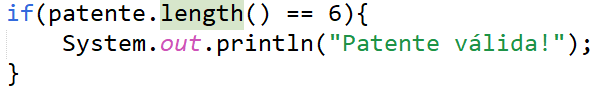 if(patente.length() == 6){
    System.out.println("Patente válida!");
}